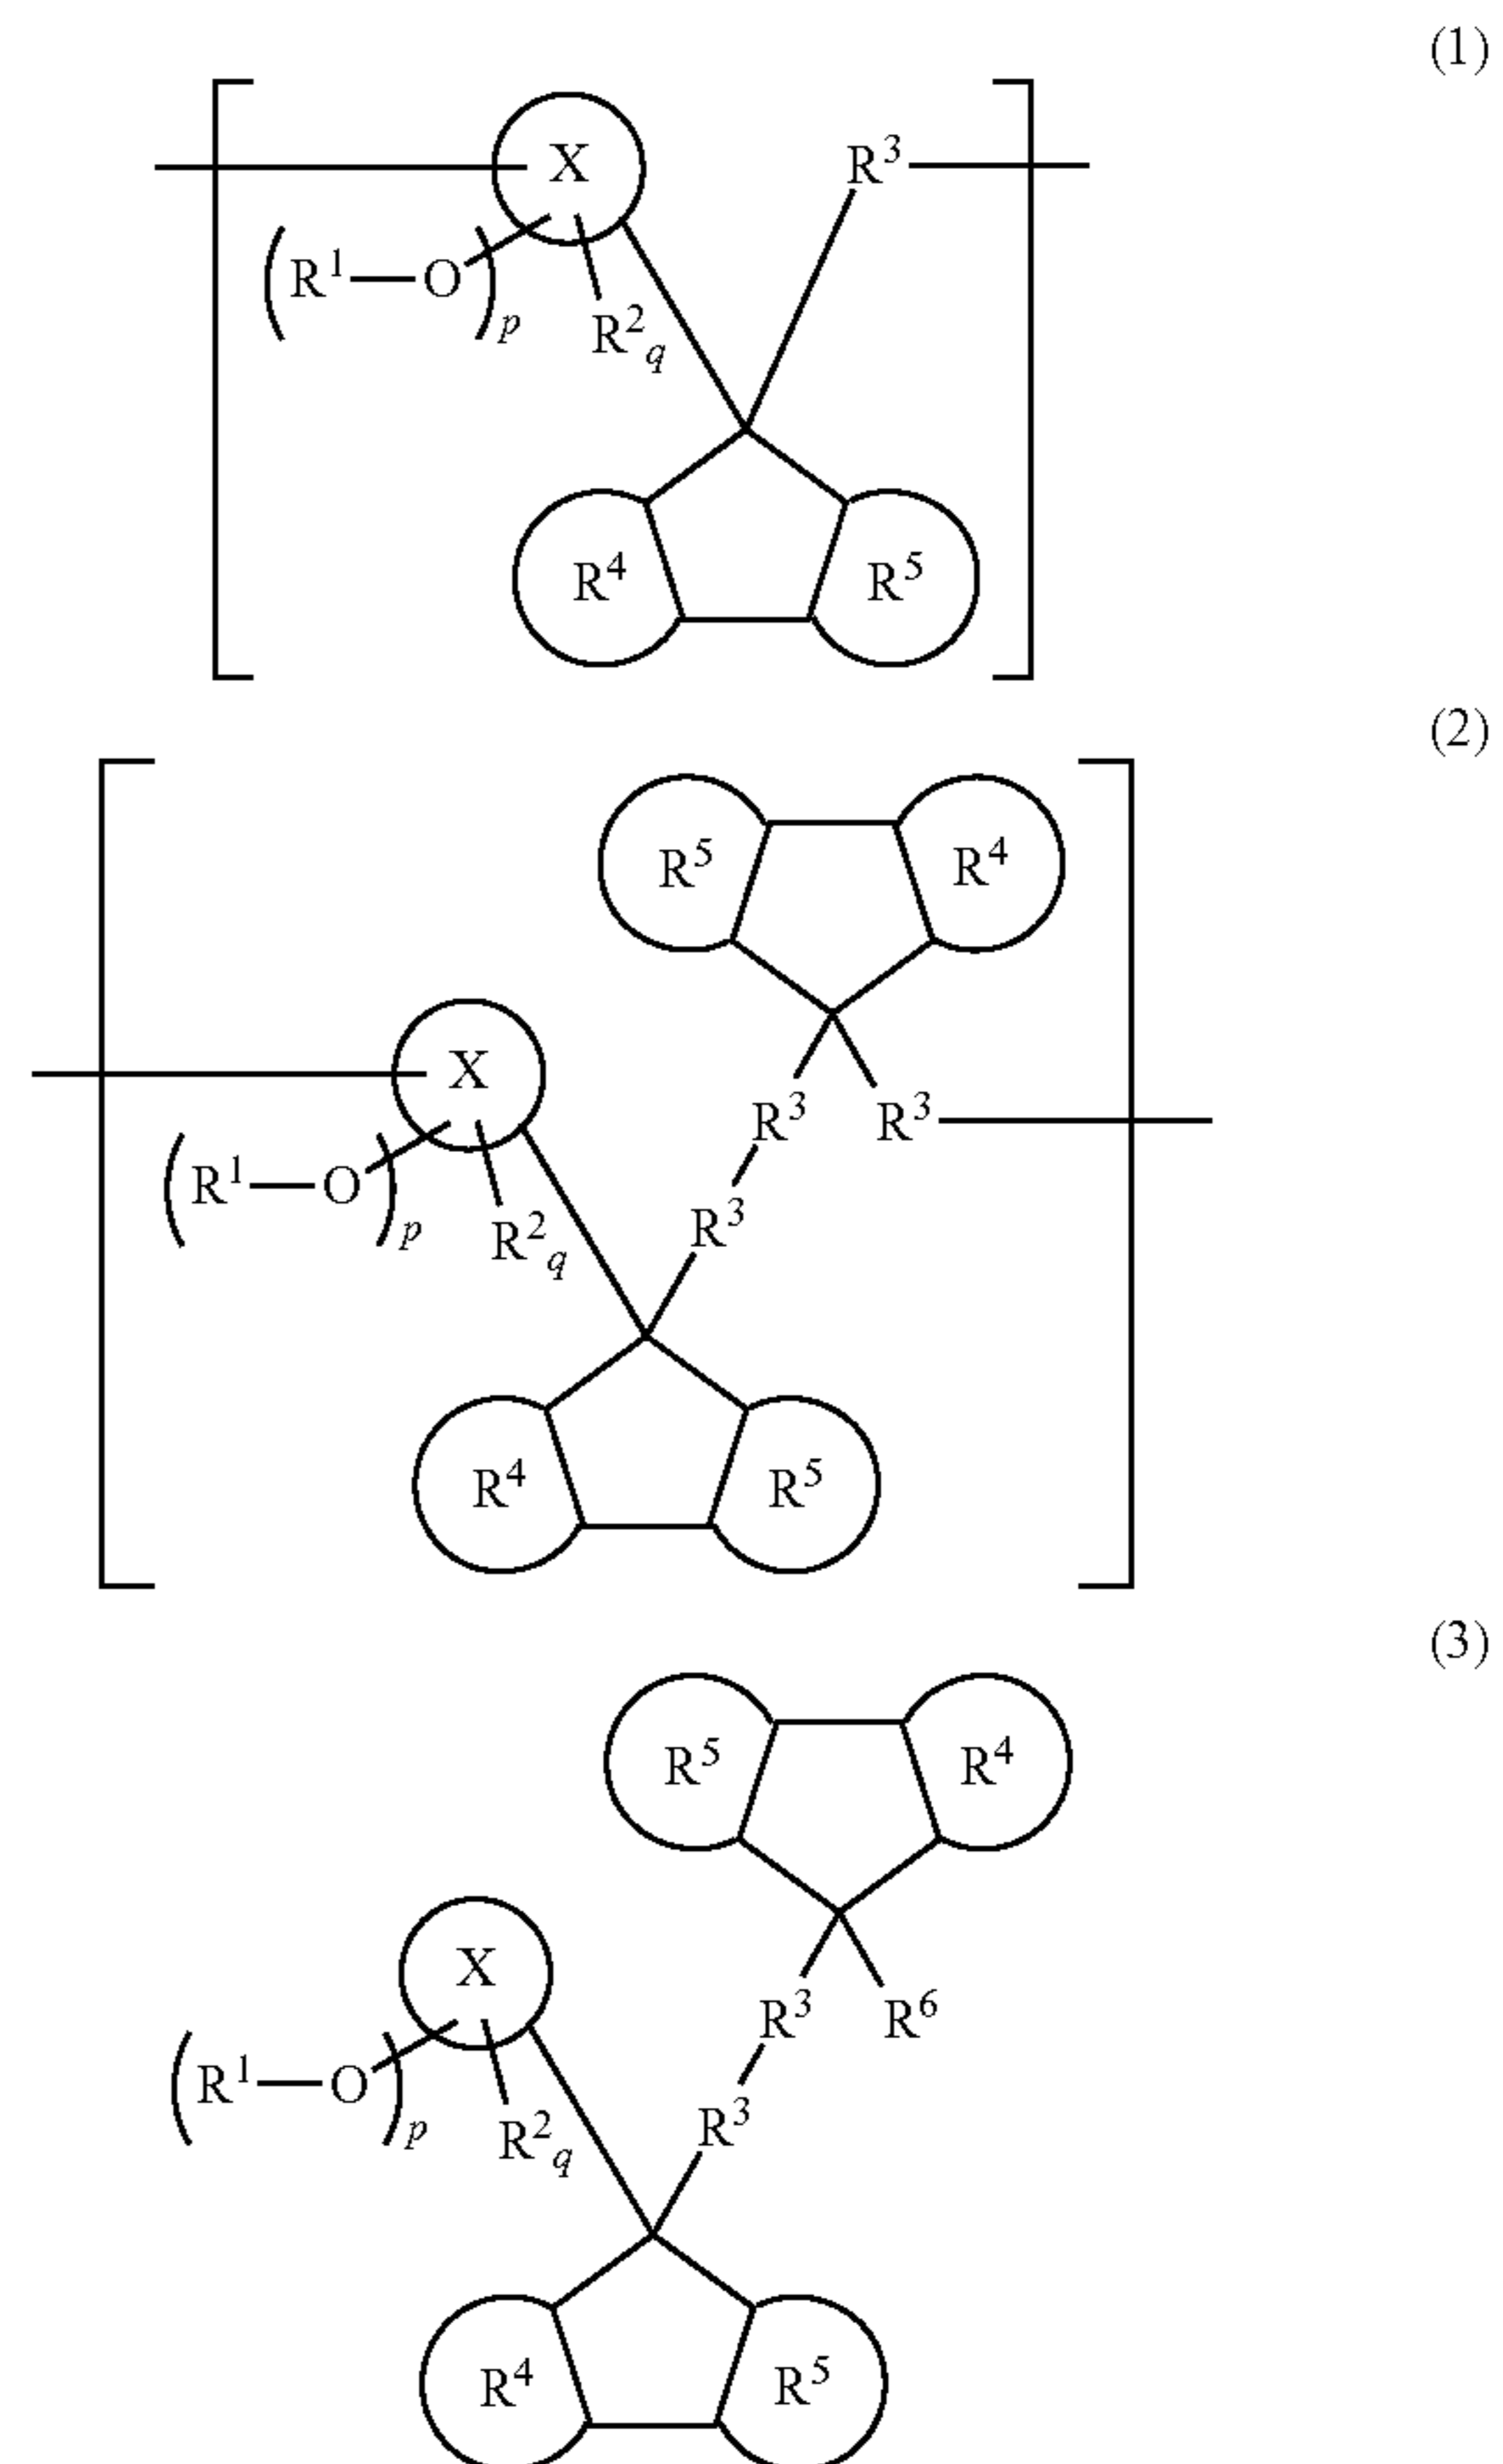 (1)
X
R³
(R¹—O)p
R²q
R⁴
R⁵
(2)
R⁵
R⁴
X
R³
R³
(R¹—O)p
R³
R²q
R⁴
R⁵
(3)
R⁵
R⁴
X
R³
R⁶
(R¹—O)p
R³
R²q
R⁴
R⁵